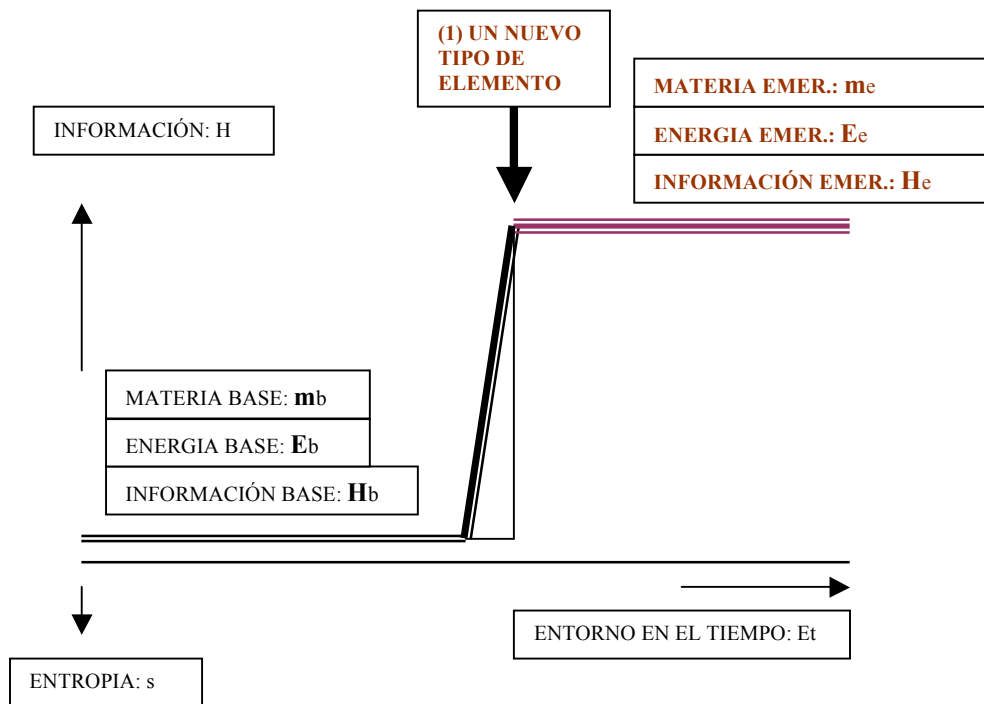 (1) UN NUEVO
TIPO DE
ELEMENTO
MATERIA EMER.: me
ENERGIA EMER.: Ee
INFORMACIÓN EMER.: He
INFORMACIÓN: H
MATERIA BASE: mb
ENERGIA BASE: Eb
INFORMACIÓN BASE: Hb
ENTORNO EN EL TIEMPO: Et
ENTROPIA: s